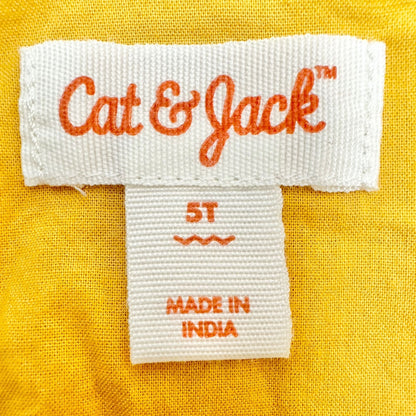 Cat & Jack™
5T
MADE IN
INDIA